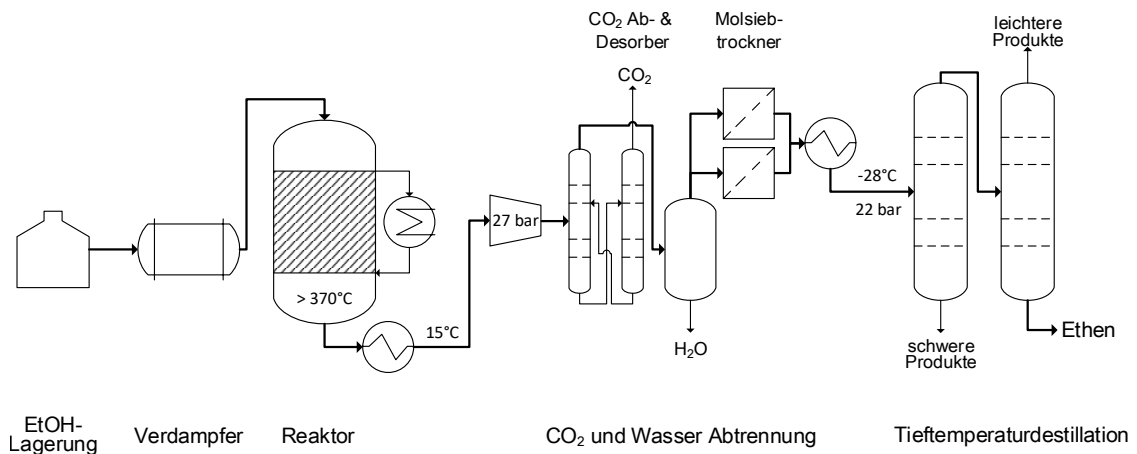 CO₂ Ab- &
Desorber
Molsieb-
trockner
leichtere
Produkte
CO₂
27 bar
-28°C
22 bar
> 370°C
15°C
H₂O
schwere
Produkte
Ethen
EtOH-
Lagerung
Verdampfer
Reaktor
CO₂ und Wasser Abtrennung
Tieftemperaturdestillation